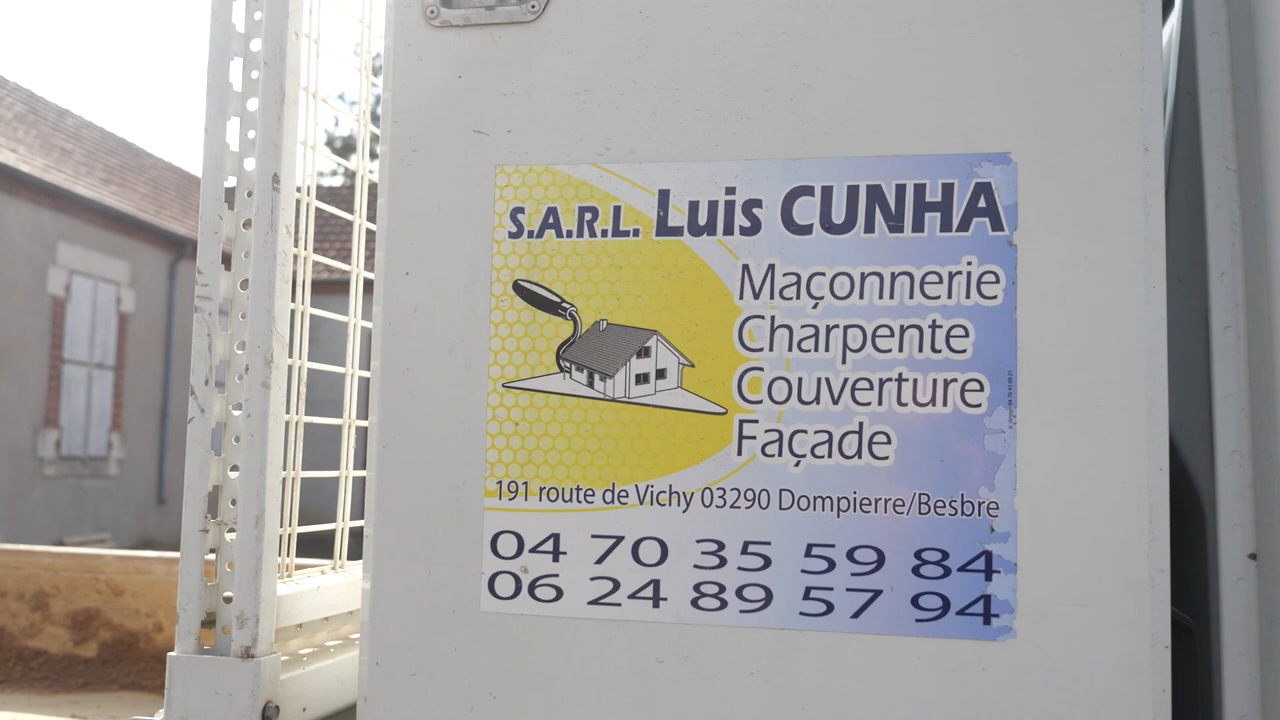 S.A.R.L. Luis CUNHA
Maçonnerie
Charpente
Couverture
Façade
191 route de Vichy 03290 Dompierre/Besbre
04 70 35 59 84
06 24 89 57 94